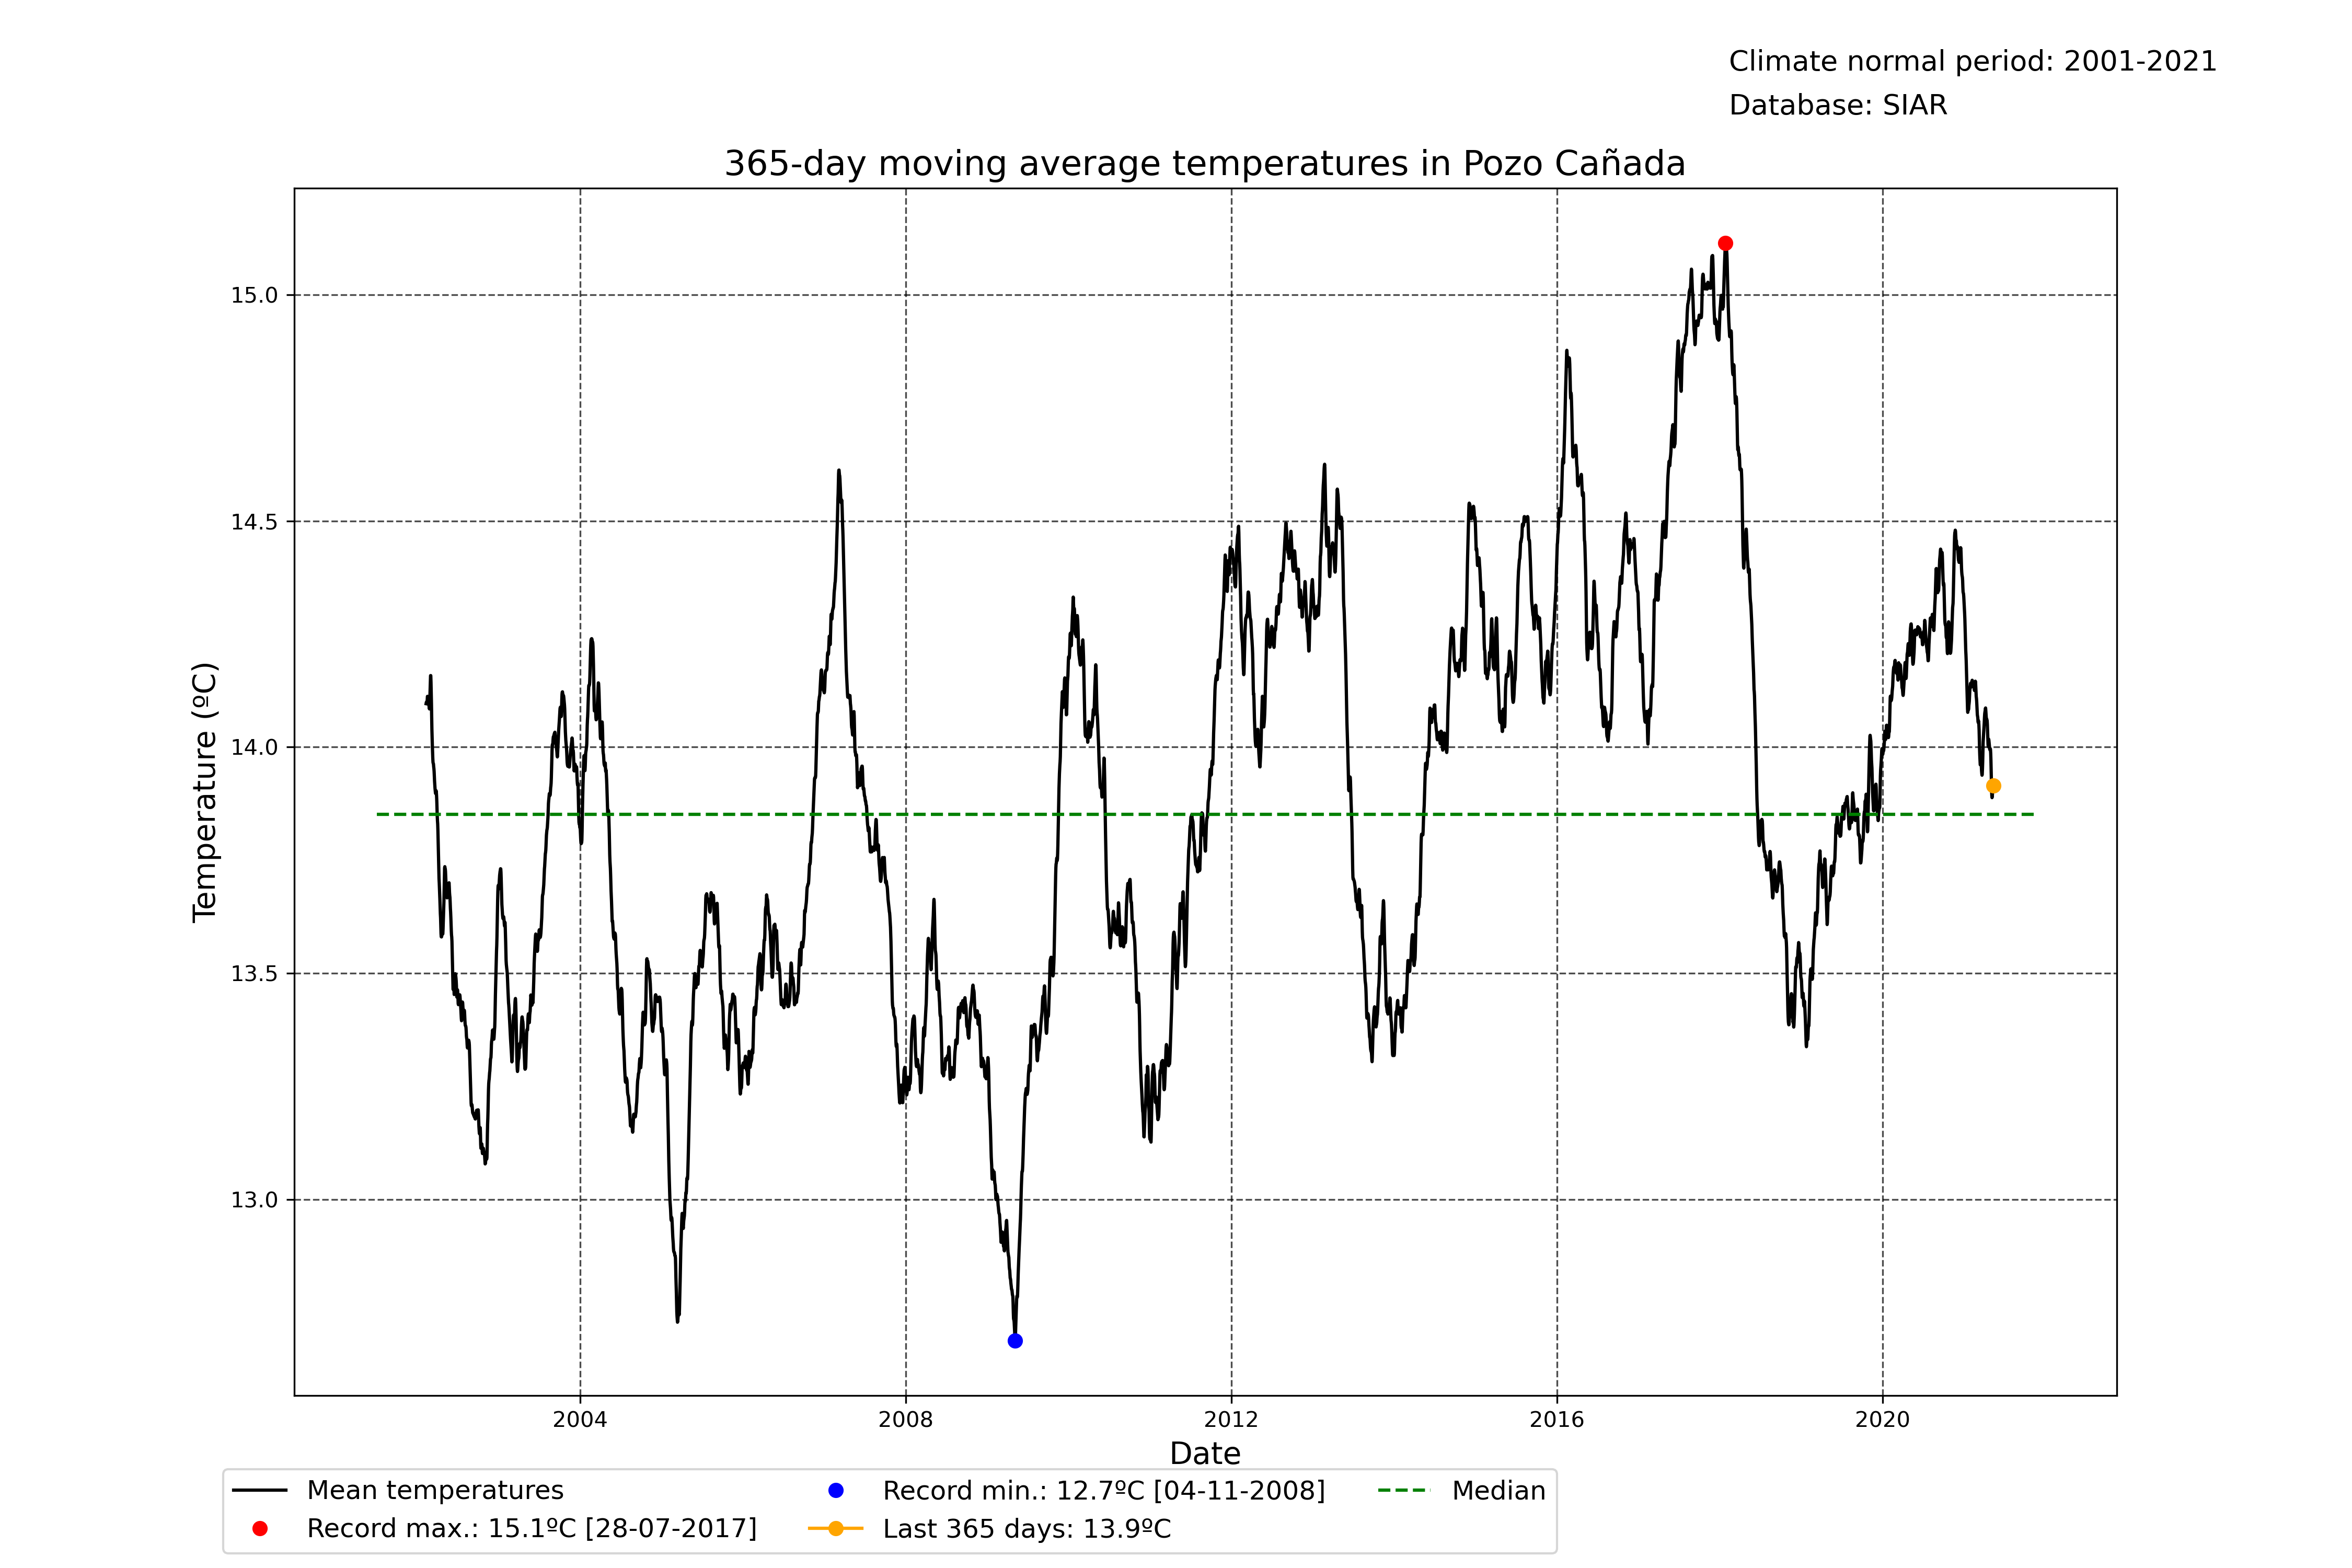 Climate normal period: 2001-2021
Database: SIAR
365-day moving average temperatures in Pozo Cañada
Temperature (ºC)
15.0
14.5
14.0
13.5
13.0
2004
2008
2012
2016
2020
Date
Mean temperatures
Record max.: 15.1ºC [28-07-2017]
Record min.: 12.7ºC [04-11-2008]
Last 365 days: 13.9ºC
Median